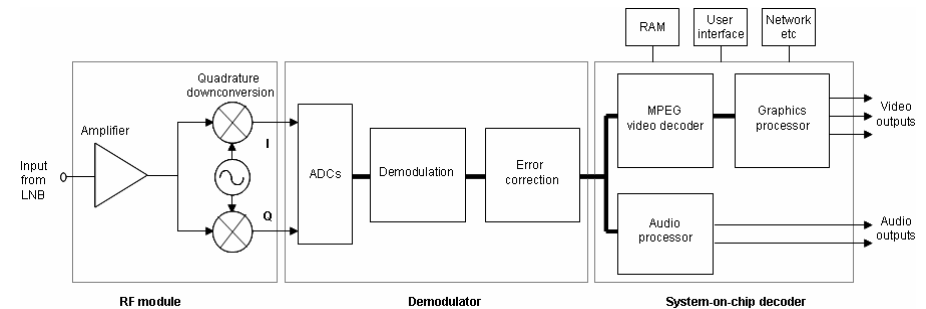 RAM
User
interface
Network
etc
Quadrature
downconversion
Amplifier
I
Input
from
LNB
Q
ADCs
Demodulation
Error
correction
MPEG
video decoder
Graphics
processor
Video
outputs
Audio
processor
Audio
outputs
RF module
Demodulator
System-on-chip decoder